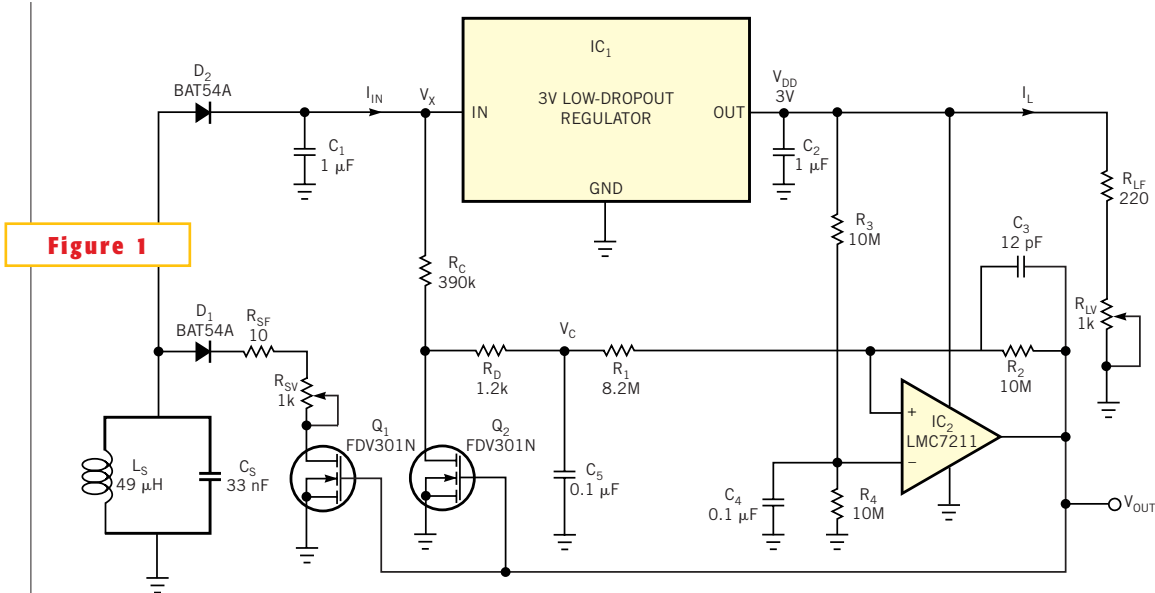 IC1
3V LOW-DROPOUT
REGULATOR
IN
OUT
GND
D2
BAT54A
IIN
VX
C1
1 µF
VDD
3V
C2
1 µF
IL
RLF
220
R3
10M
C3
12 pF
RLV
1k
Figure 1
RC
390k
D1
BAT54A
RSF
10
RSV
1k
RD
1.2k
VC
R1
8.2M
R2
10M
Q1
FDV301N
Q2
FDV301N
+
IC2
LMC7211
−
LS
49 µH
CS
33 nF
C5
0.1 µF
C4
0.1 µF
R4
10M
VOUT